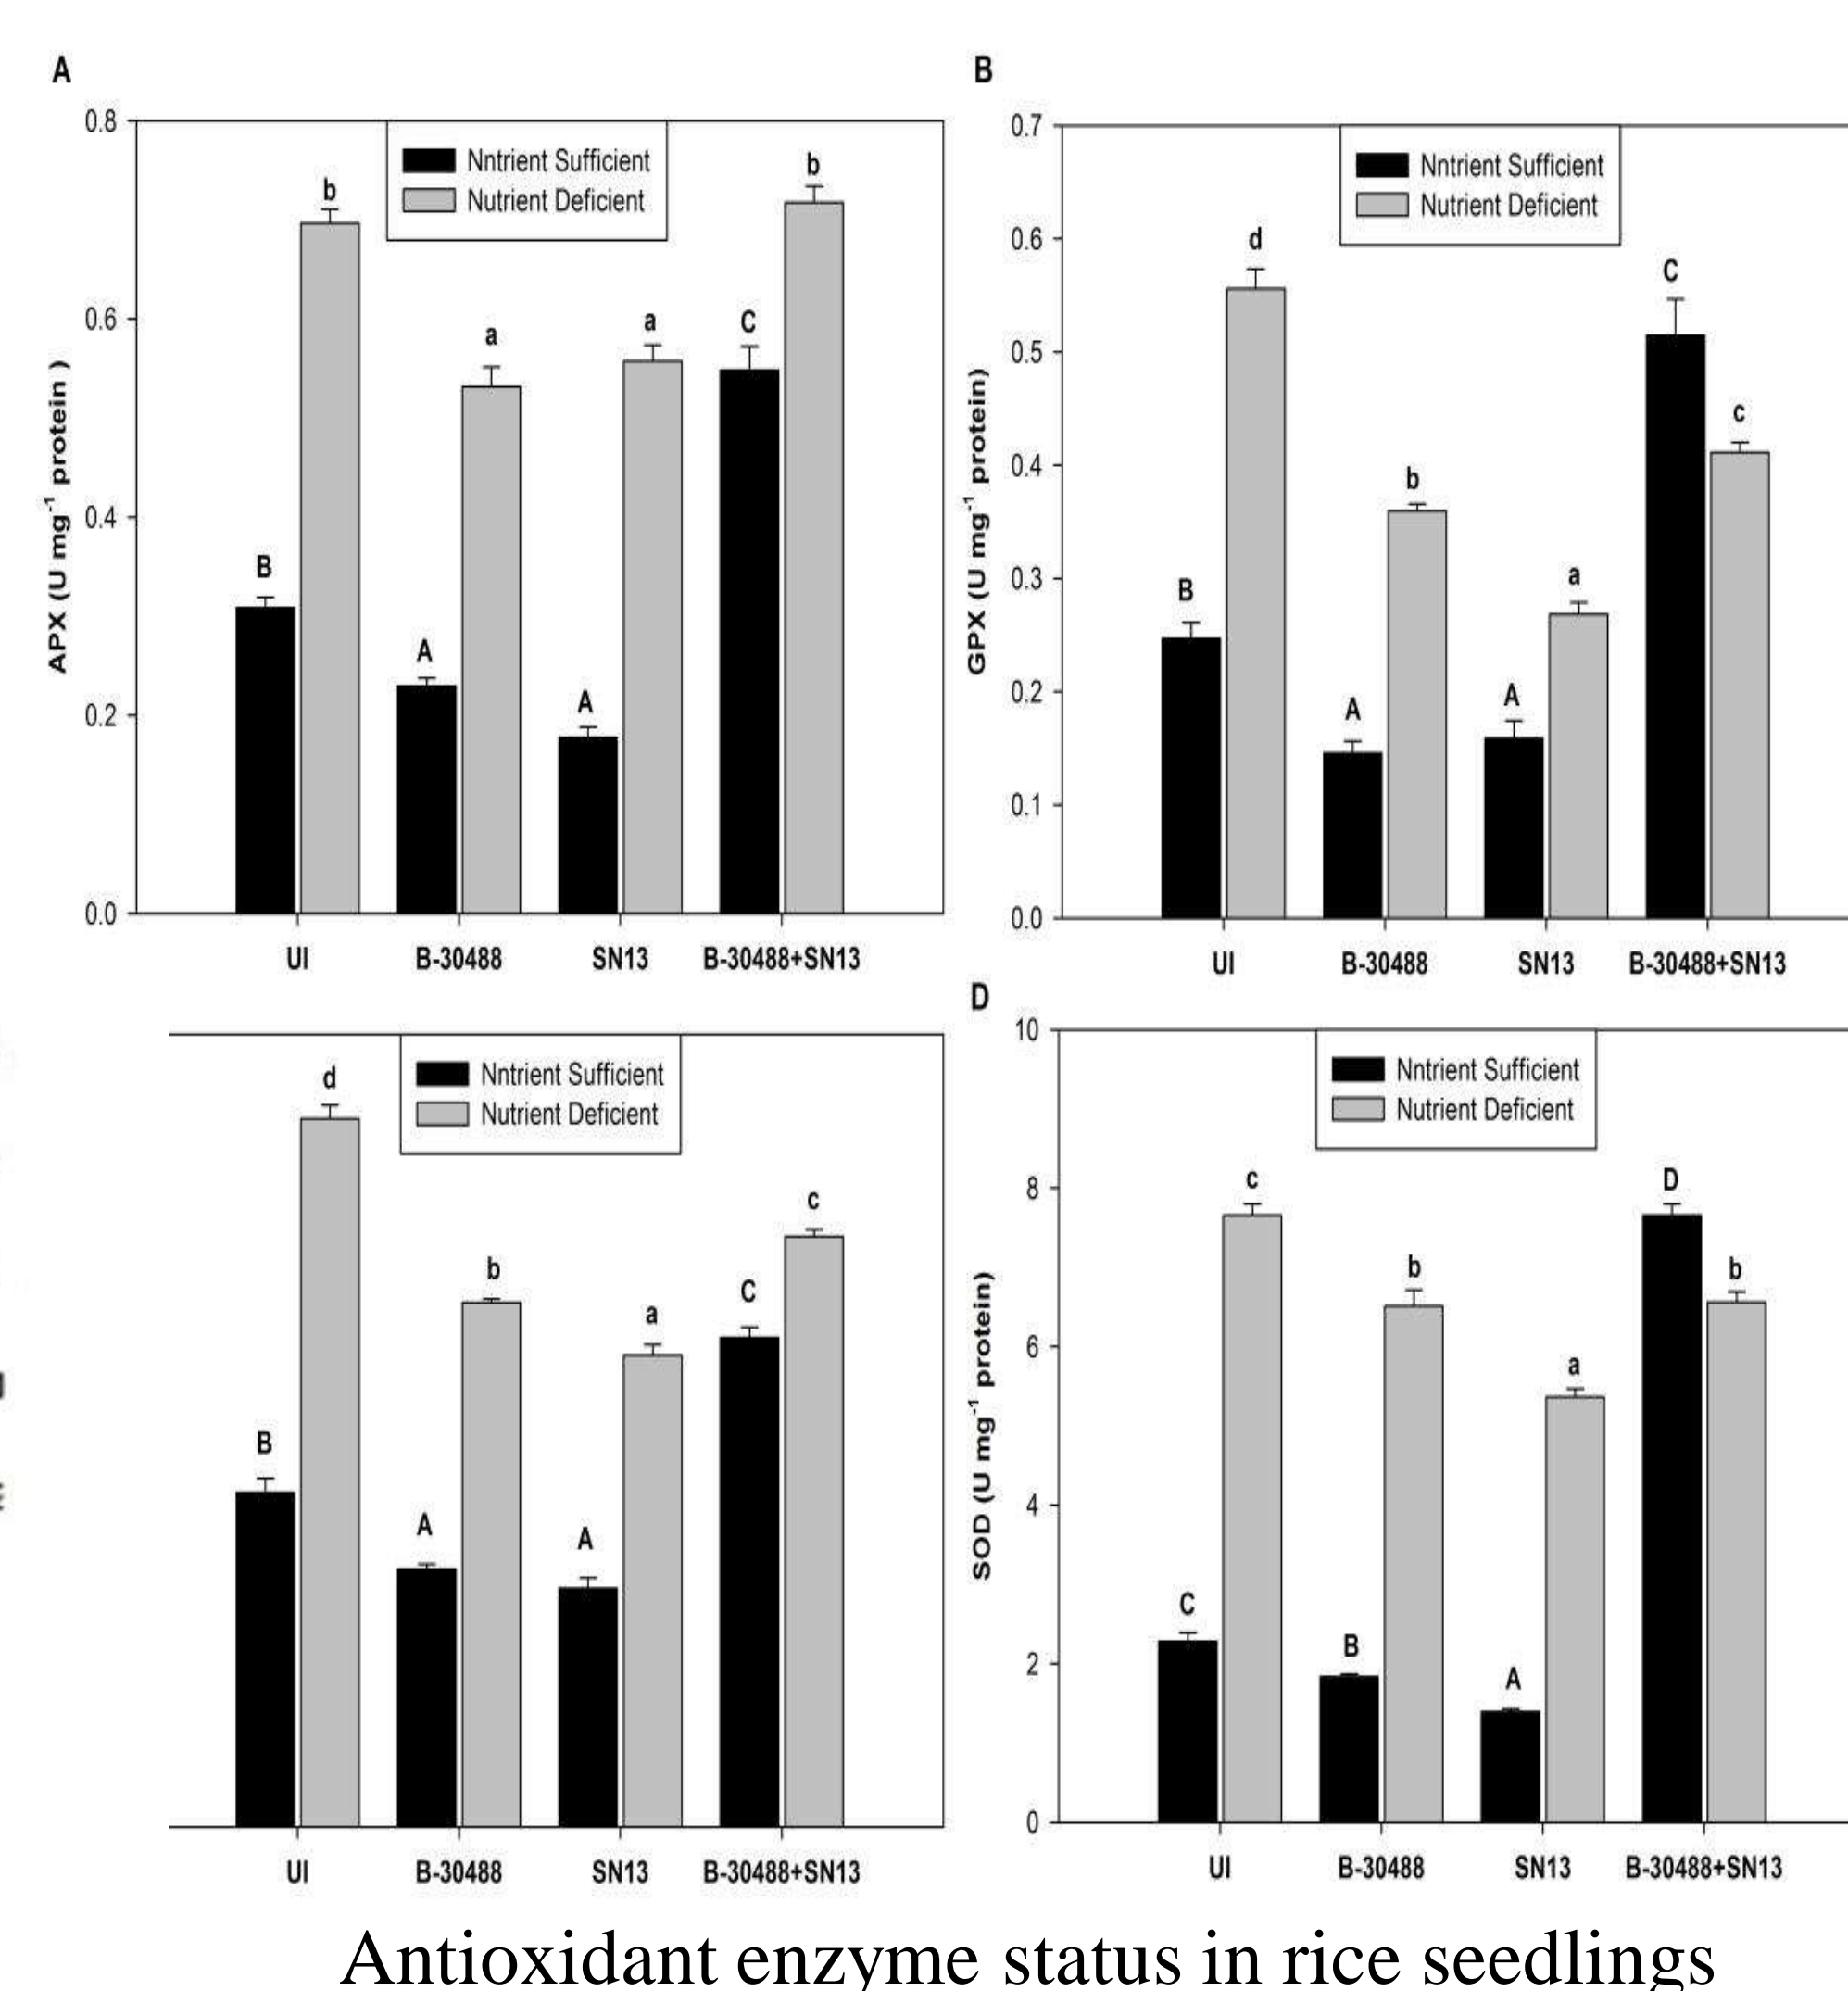 A
0.8
0.6
0.4
0.2
0.0
APX (U mg⁻¹ protein )
Nntrient Sufficient
Nutrient Deficient
B
b
A
a
A
a
C
b
UI B-30488 SN13 B-30488+SN13
B
0.7
0.6
0.5
0.4
0.3
0.2
0.1
0.0
GPX (U mg⁻¹ protein)
Nntrient Sufficient
Nutrient Deficient
B
d
A
b
A
a
C
c
UI B-30488 SN13 B-30488+SN13
Nntrient Sufficient
Nutrient Deficient
B
d
A
b
A
a
C
c
UI B-30488 SN13 B-30488+SN13
D
10
8
6
4
2
0
SOD (U mg⁻¹ protein)
Nntrient Sufficient
Nutrient Deficient
C
c
B
b
A
a
D
b
UI B-30488 SN13 B-30488+SN13
Antioxidant enzyme status in rice seedlings